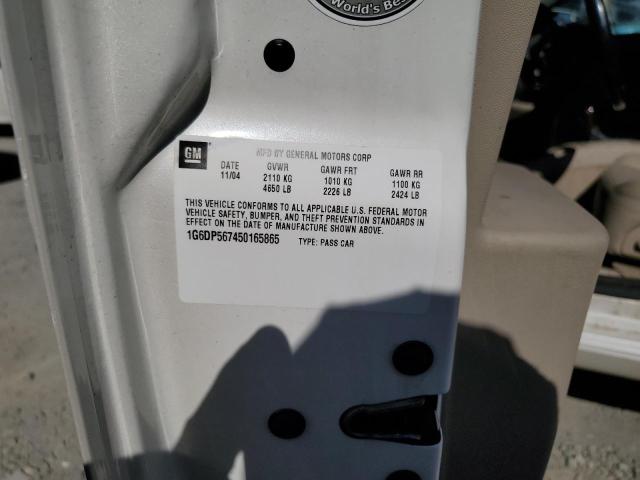 World's Bes
GM
MFD BY GENERAL MOTORS CORP
DATE GVWR GAWR FRT GAWR RR
11/04 2110 KG 1010 KG 1100 KG
4650 LB 2226 LB 2424 LB
THIS VEHICLE CONFORMS TO ALL APPLICABLE U.S. FEDERAL MOTOR
VEHICLE SAFETY, BUMPER, AND THEFT PREVENTION STANDARDS IN
EFFECT ON THE DATE OF MANUFACTURE SHOWN ABOVE.
1G6DP567450165865 TYPE: PASS CAR